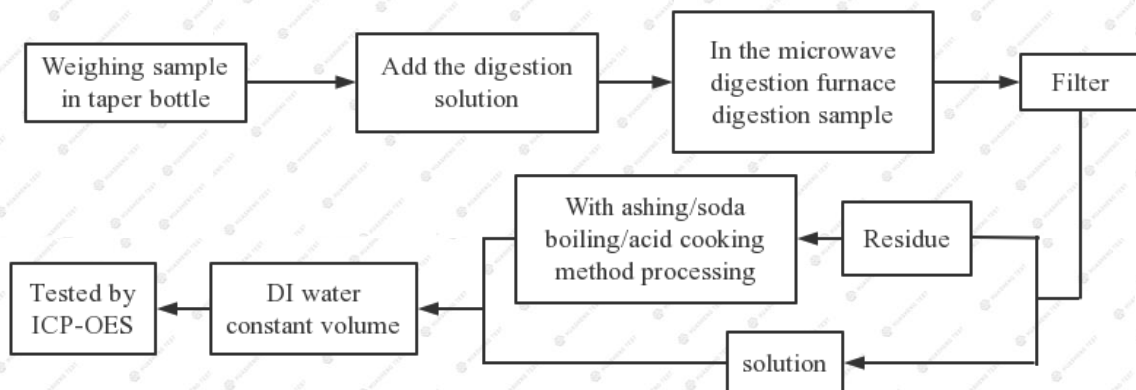 Weighing sample
in taper bottle
Add the digestion
solution
In the microwave
digestion furnace
digestion sample
Filter
With ashing/soda
boiling/acid cooking
method processing
Residue
Tested by
ICP-OES
DI water
constant volume
solution